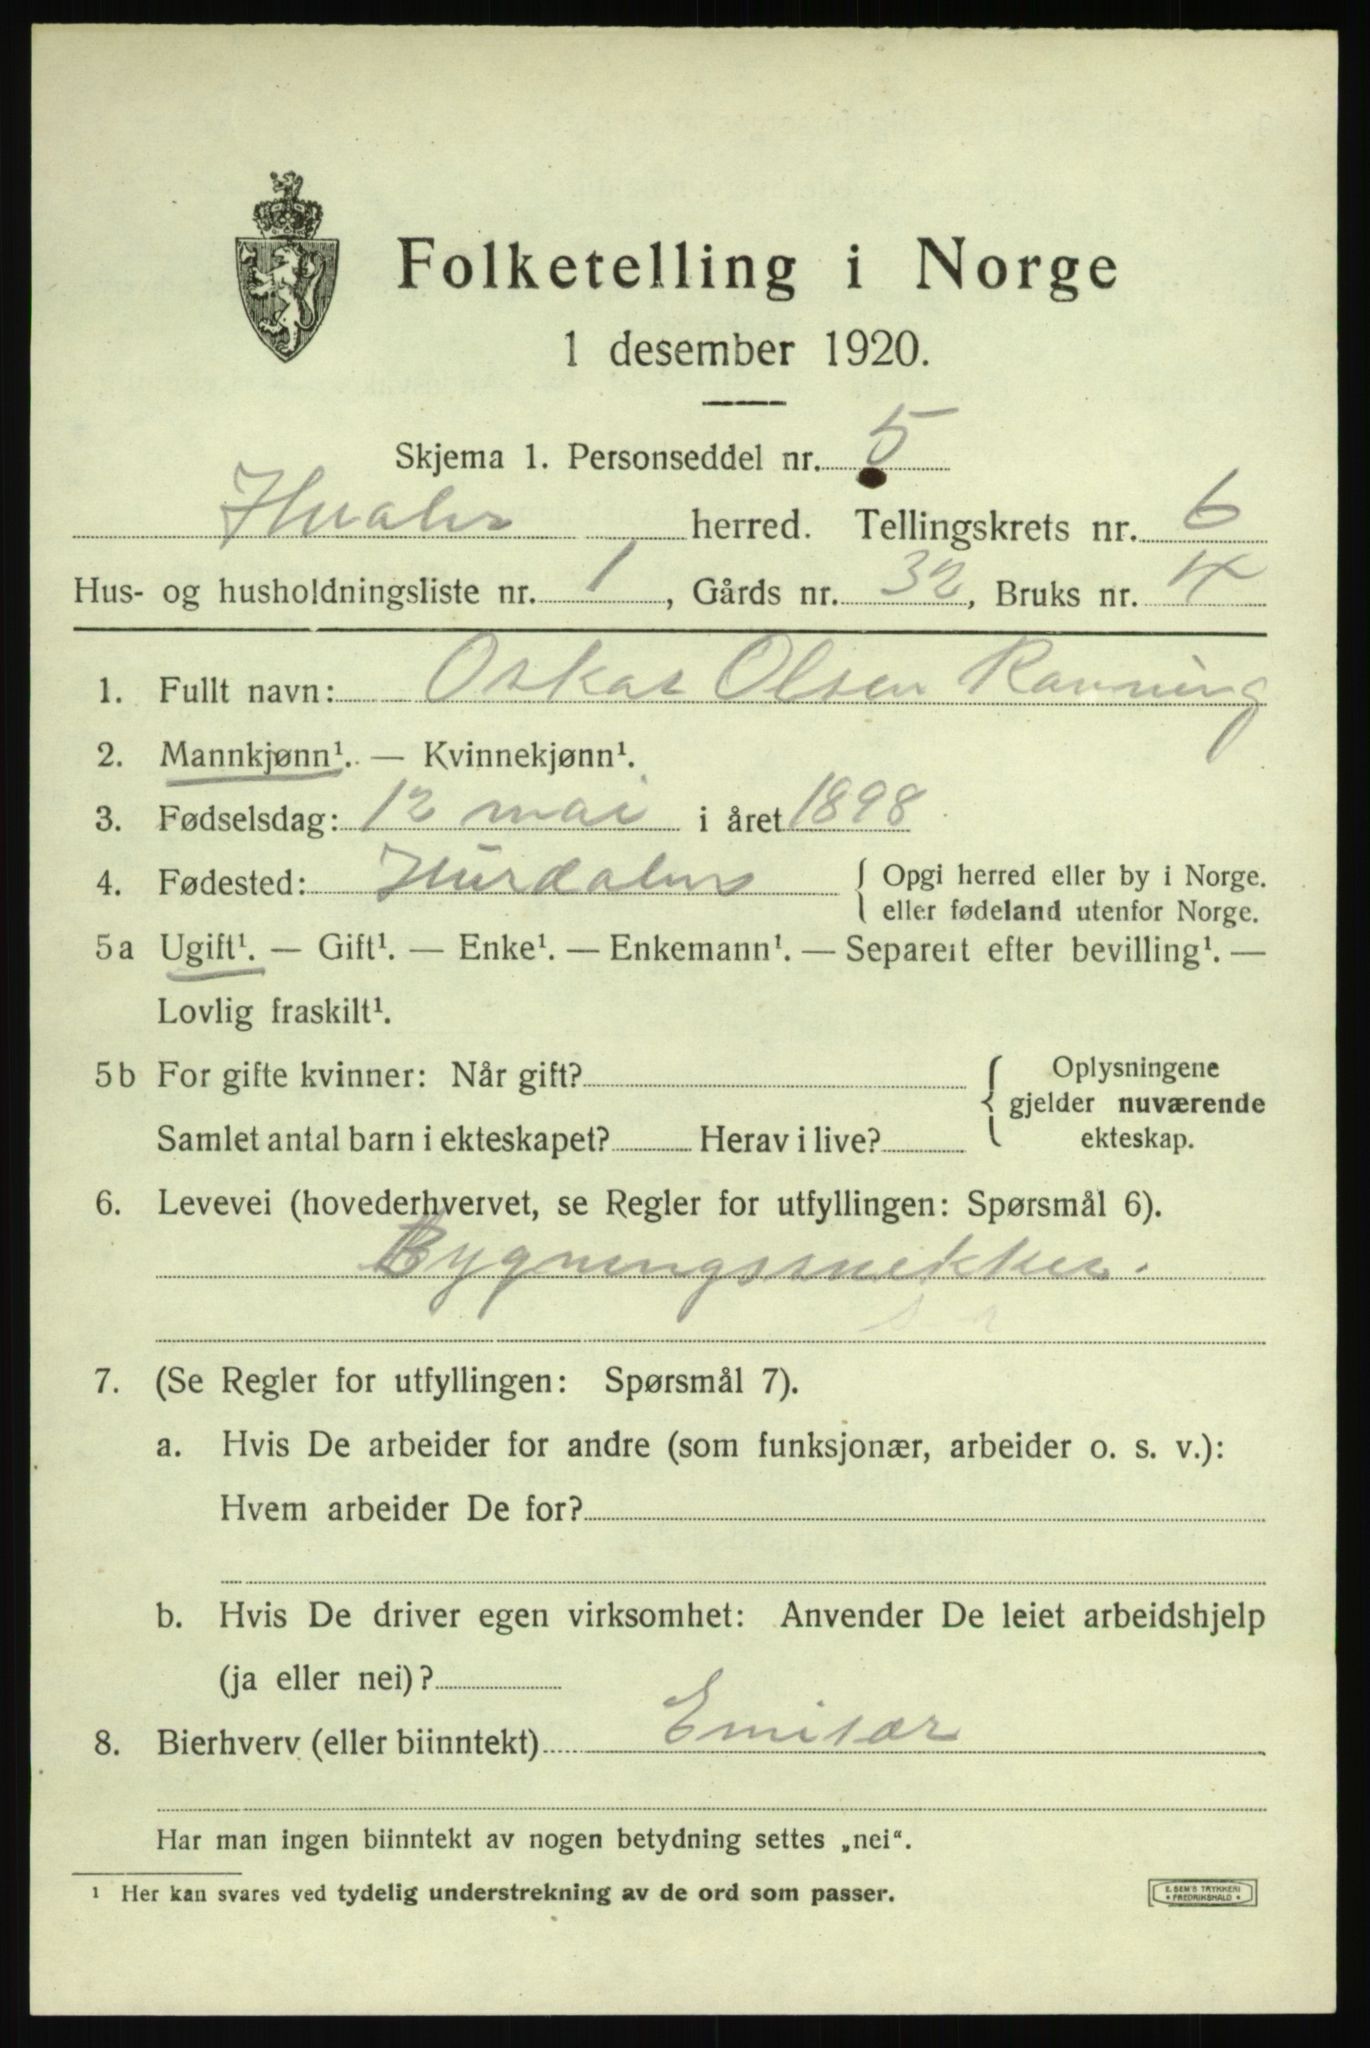 Folketelling i Norge
1 desember 1920.
Skjema 1. Personseddel nr. 5
Hvaler herred. Tellingskrets nr. 6
Hus- og husholdningsliste nr. 1, Gårds nr. 32, Bruks nr. 4
1. Fullt navn: Oskar Olsen Rønning
2. Mannkjønn¹. — Kvinnekjønn¹.
3. Fødselsdag: 12 mai i året 1898
4. Fødested: Hurdalen { Opgi herred eller by i Norge.
eller fødeland utenfor Norge.
5a Ugift¹. — Gift¹. — Enke¹. — Enkemann¹. — Separert efter bevilling¹. —
Lovlig fraskilt¹.
5b For gifte kvinner: Når gift? { Oplysningene
gjelder nuværende
Samlet antal barn i ekteskapet? Herav i live? ekteskap.
6. Levevei (hovederhvervet, se Regler for utfyllingen: Spørsmål 6).
Bygningssnekker.
7. (Se Regler for utfyllingen: Spørsmål 7).
a. Hvis De arbeider for andre (som funksjonær, arbeider o. s. v.):
Hvem arbeider De for?
b. Hvis De driver egen virksomhet: Anvender De leiet arbeidshjelp
(ja eller nei)?
8. Bierhverv (eller biinntekt) Emisær
Har man ingen biinntekt av nogen betydning settes „nei“.
¹ Her kan svares ved tydelig understrekning av de ord som passer.
E. SEM'S TRYKKERI
• FREDRIKSHALD •